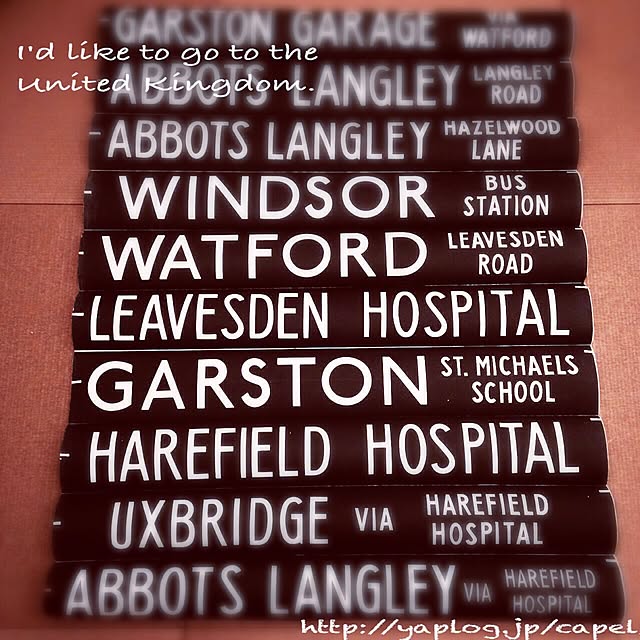 GARSTON GARAGE VIA WATFORD
I'd like to go to the
United Kingdom.
ABBOTS LANGLEY LANGLEY ROAD
ABBOTS LANGLEY HAZELWOOD LANE
WINDSOR BUS STATION
WATFORD LEAVESDEN ROAD
LEAVESDEN HOSPITAL
GARSTON ST. MICHAELS SCHOOL
HAREFIELD HOSPITAL
UXBRIDGE VIA HAREFIELD HOSPITAL
ABBOTS LANGLEY VIA HAREFIELD HOSPITAL
http://yaplog.jp/capel